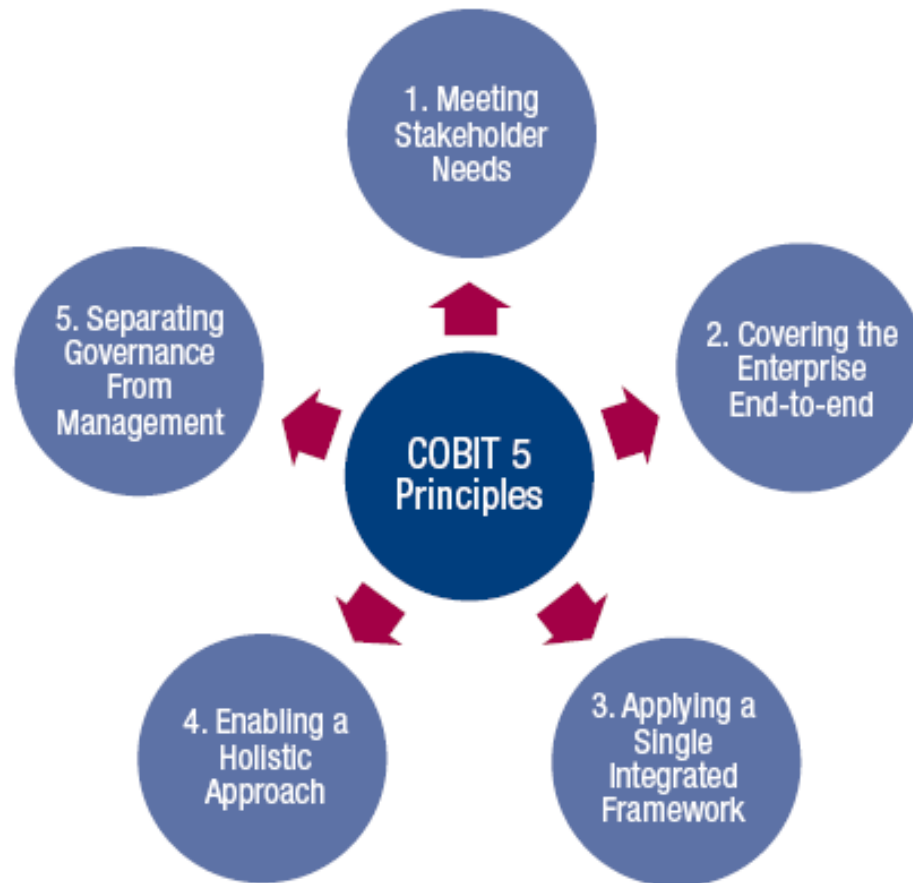 1. Meeting
Stakeholder
Needs
2. Covering the
Enterprise
End-to-end
3. Applying a
Single
Integrated
Framework
4. Enabling a
Holistic
Approach
5. Separating
Governance
From
Management
COBIT 5
Principles